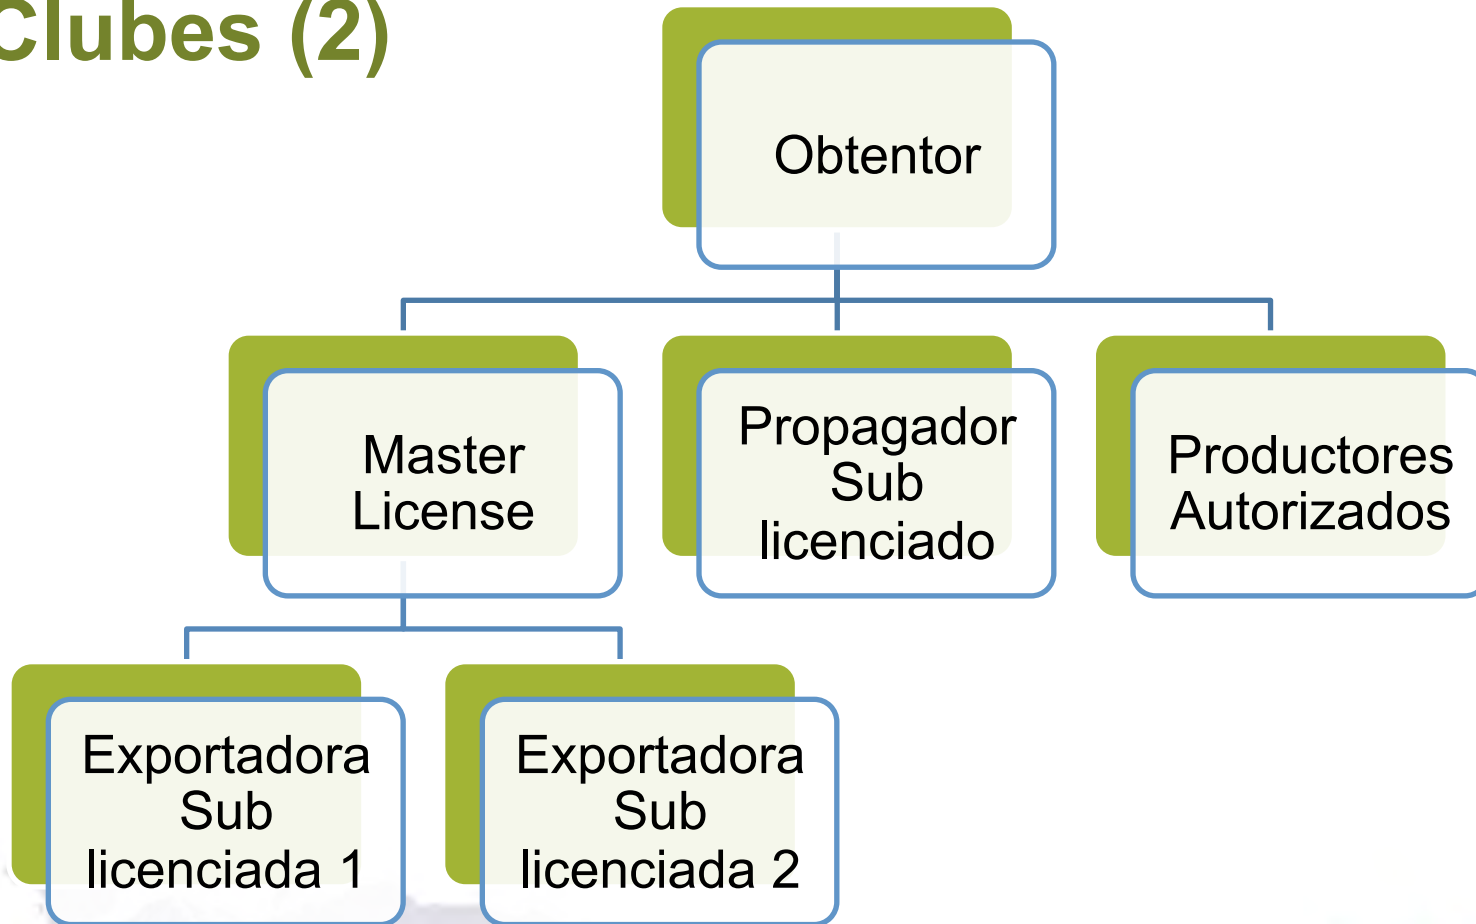 Clubes (2)
Obtentor
Master
License
Propagador
Sub
licenciado
Productores
Autorizados
Exportadora
Sub
licenciada 1
Exportadora
Sub
licenciada 2